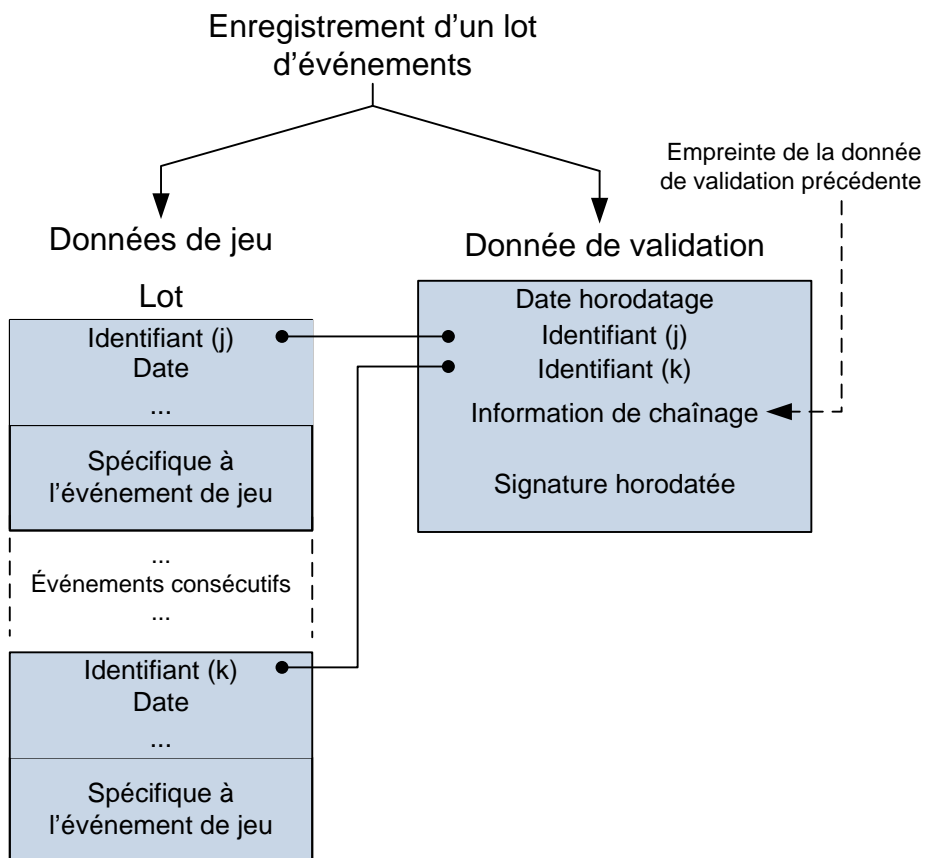 Enregistrement d'un lot
d'événements
Empreinte de la donnée
de validation précédente
Données de jeu
Lot
Identifiant (j)
Date
...
Spécifique à
l'événement de jeu
...
Événements consécutifs
...
Identifiant (k)
Date
...
Spécifique à
l'événement de jeu
Donnée de validation
Date horodatage
Identifiant (j)
Identifiant (k)
Information de chaînage
Signature horodatée